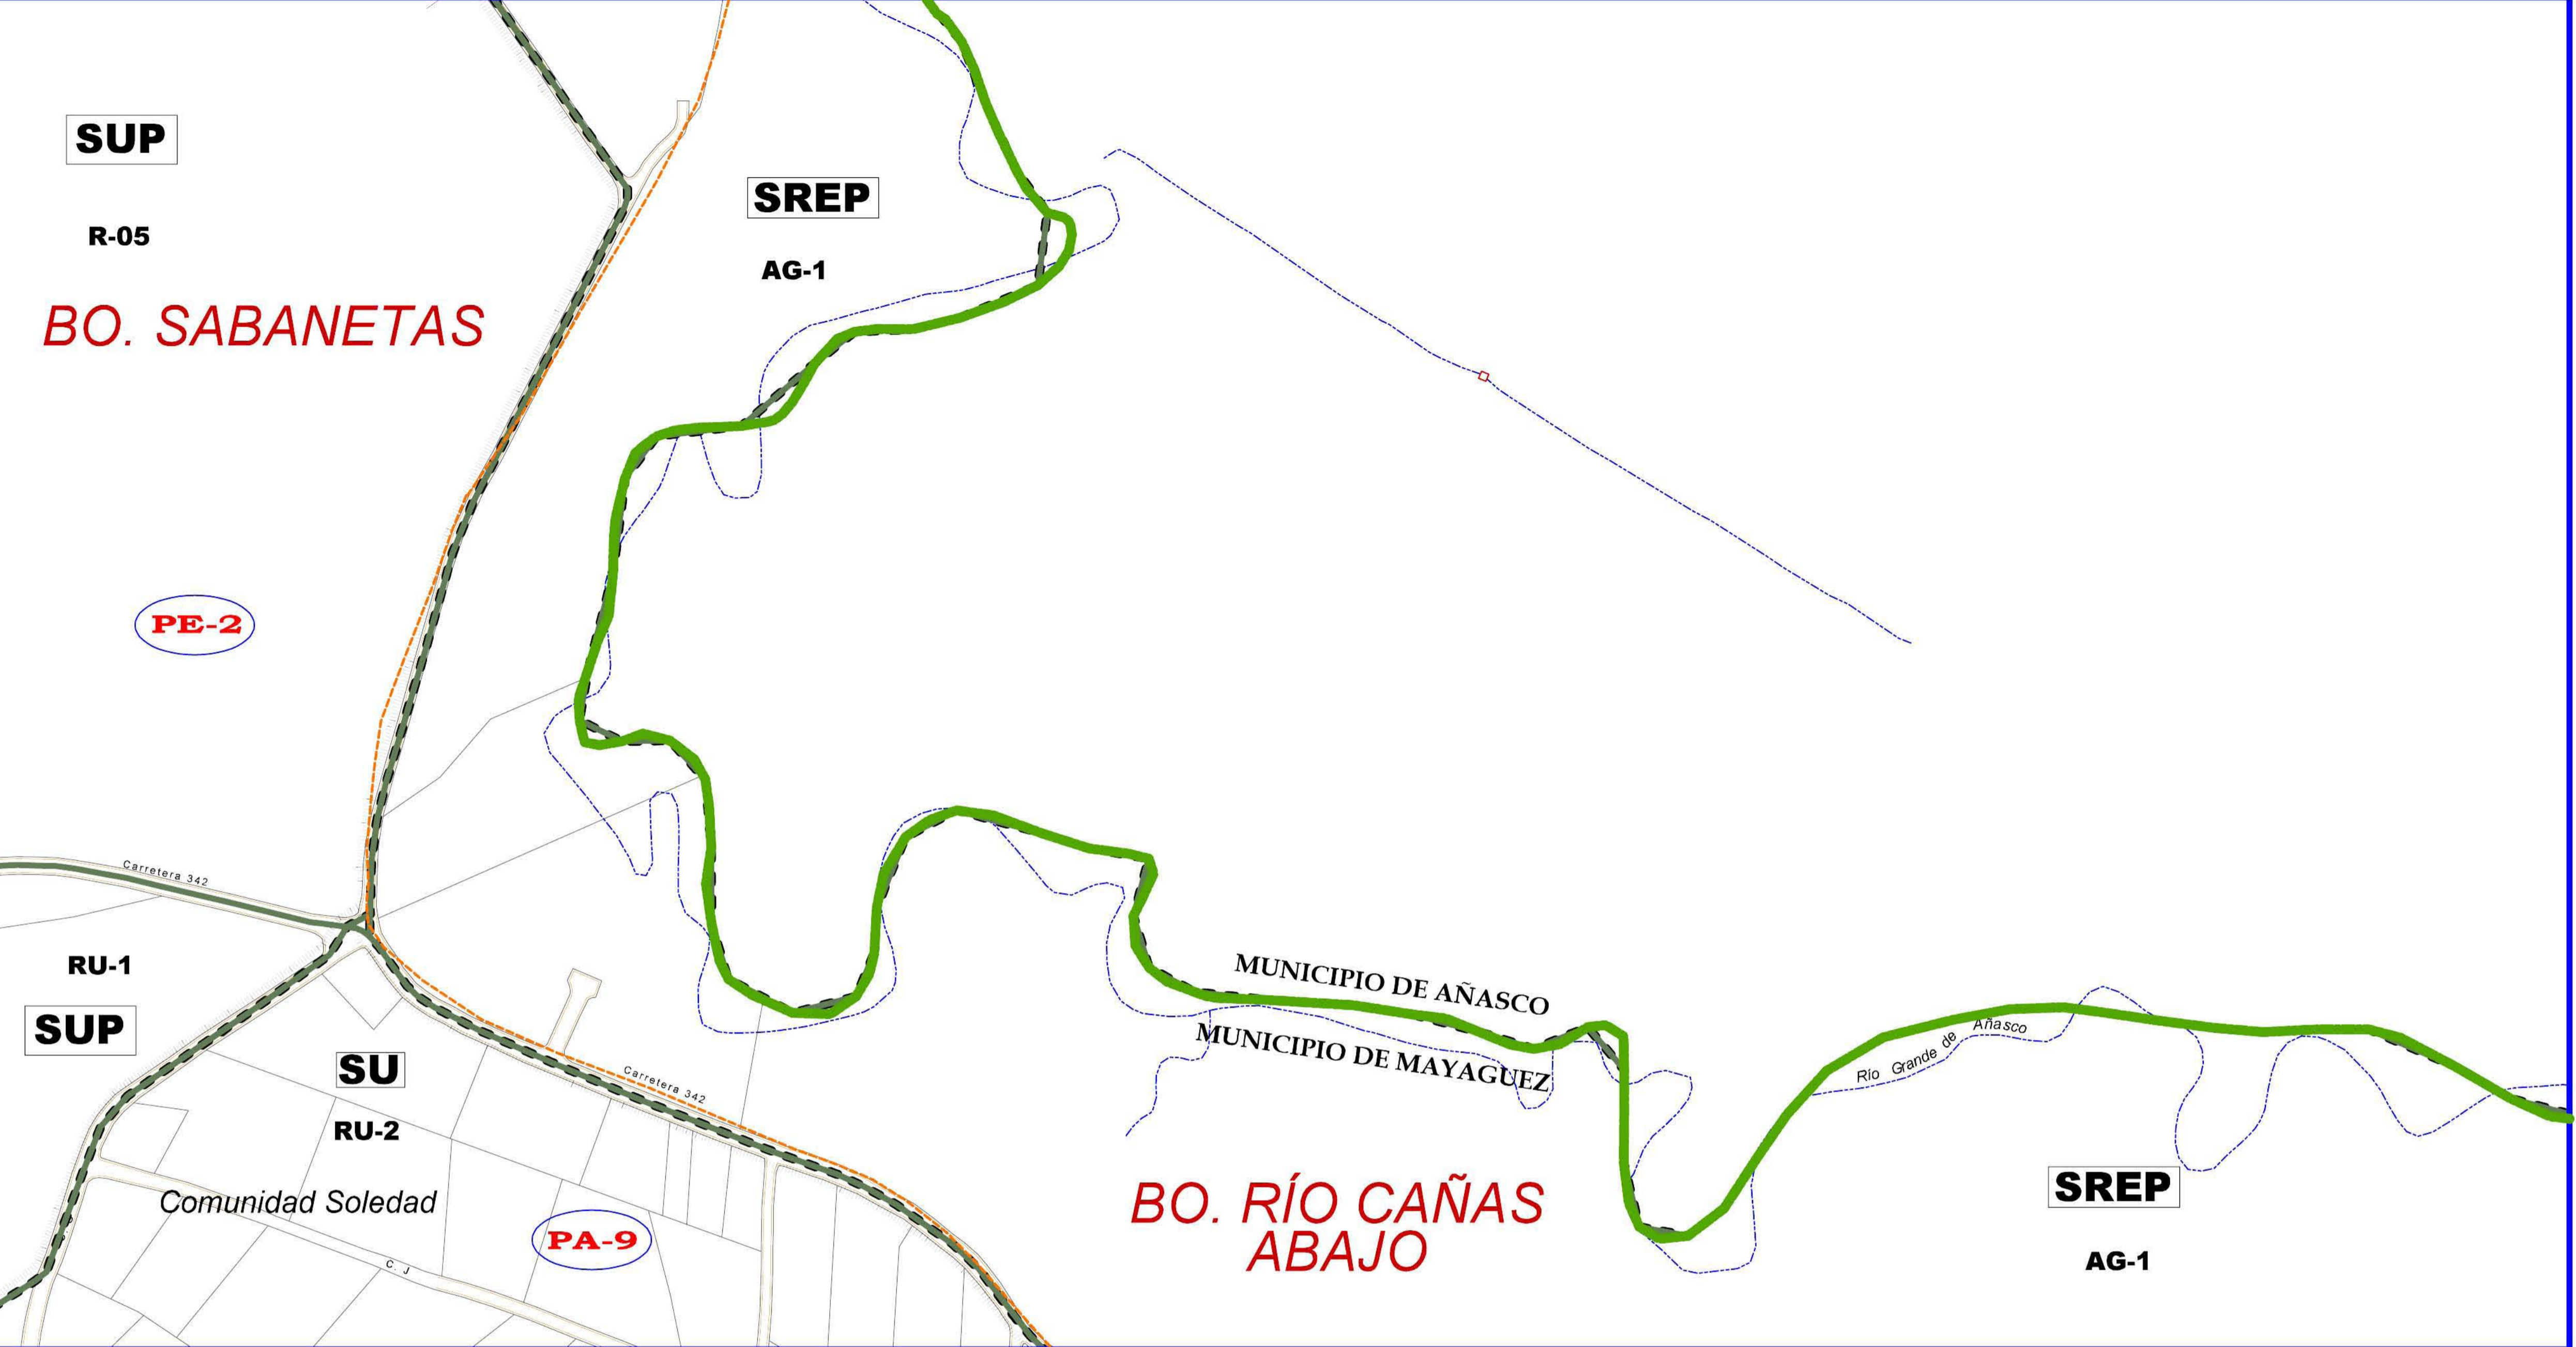 SUP
R-05
BO. SABANETAS
SREP
AG-1
PE-2
Carretera 342
RU-1
SUP
SU
RU-2
Comunidad Soledad
C. J
Carretera 342
PA-9
MUNICIPIO DE AÑASCO
MUNICIPIO DE MAYAGUEZ
BO. RÍO CAÑAS
ABAJO
Río Grande de Añasco
SREP
AG-1